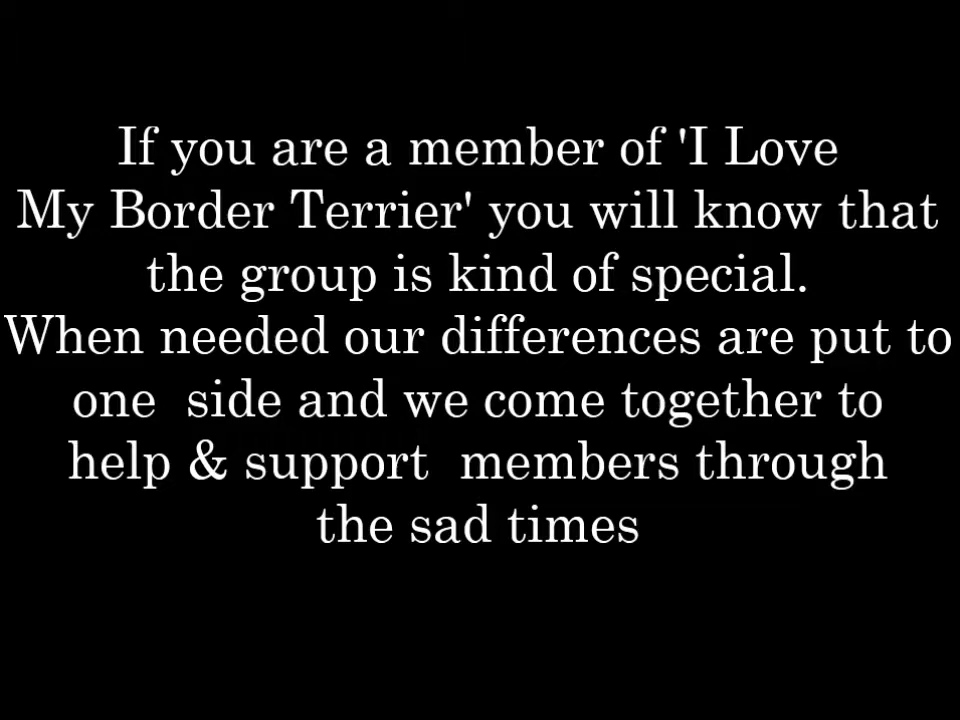 If you are a member of 'I Love
My Border Terrier' you will know that
the group is kind of special.
When needed our differences are put to
one  side and we come together to
help & support  members through
the sad times